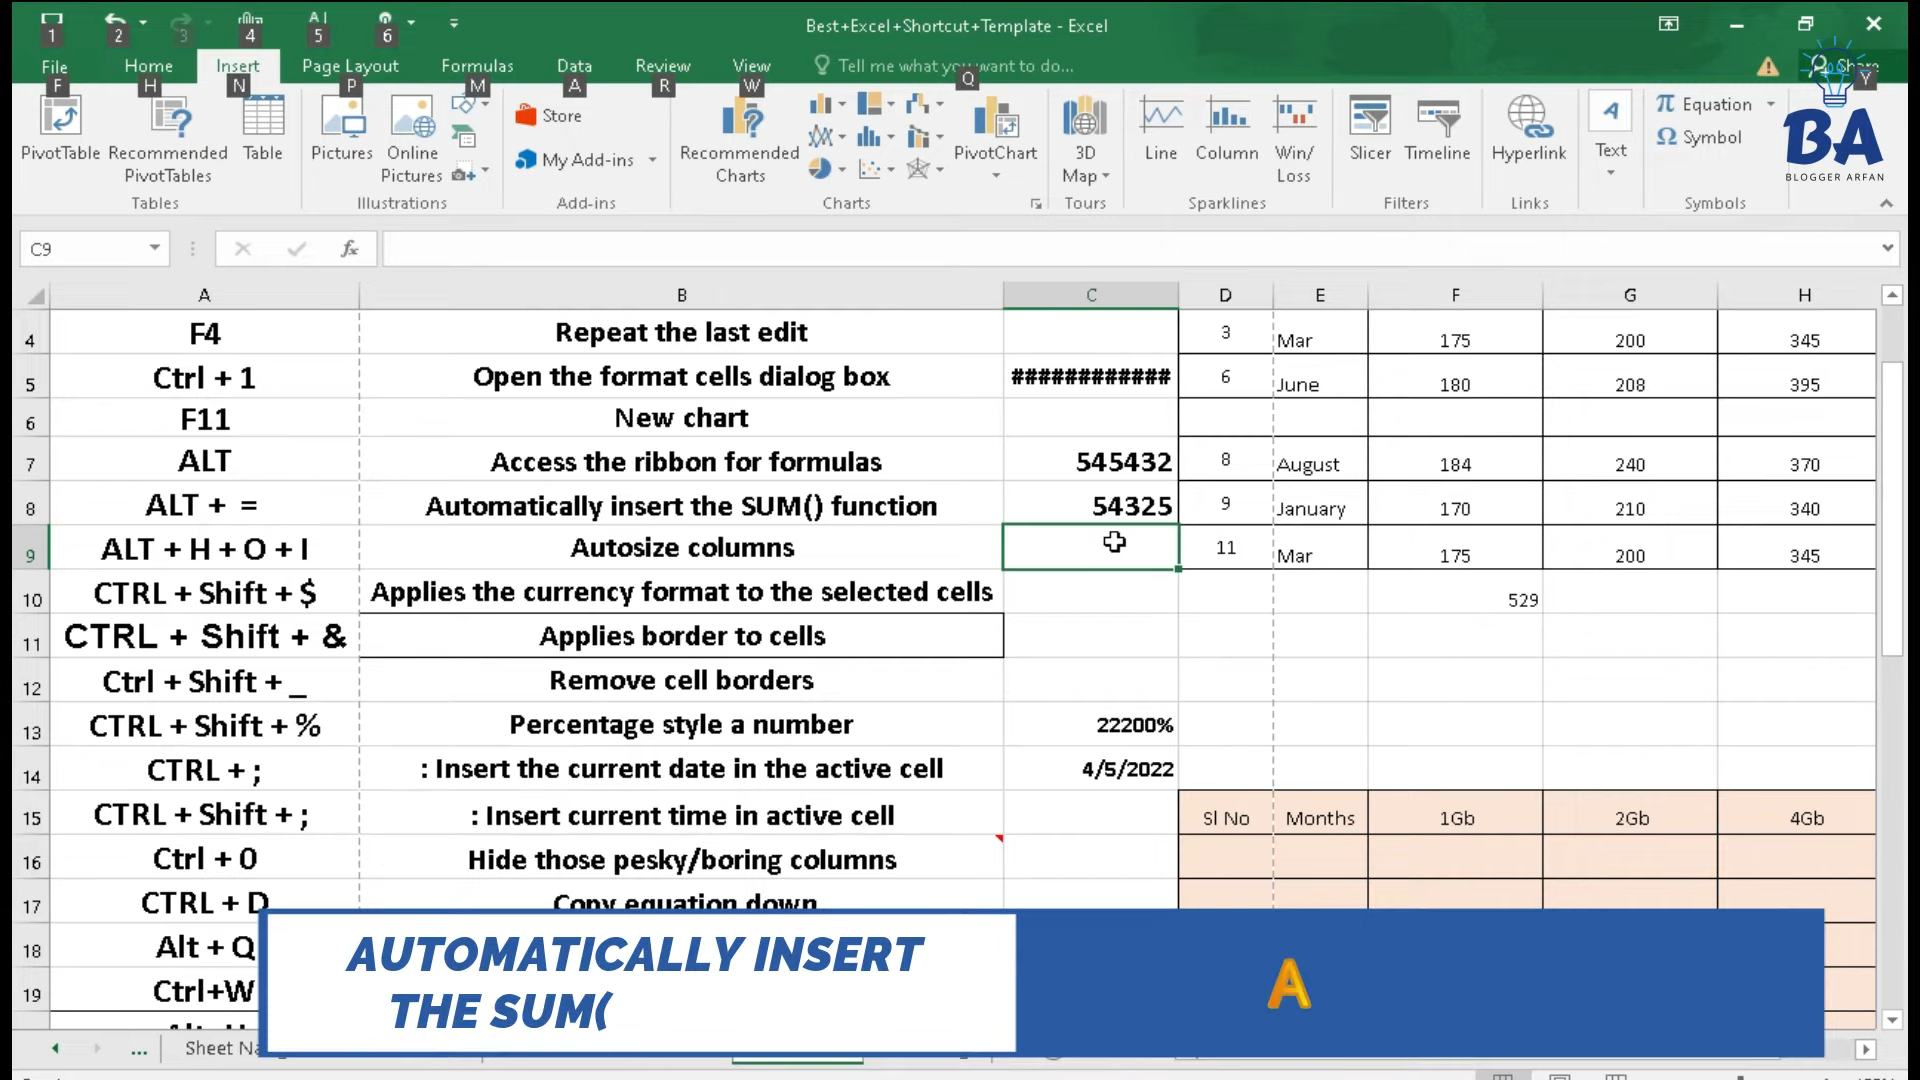 Best+Excel+Shortcut+Template - Excel
1 2 3 4 5 6
File Home Insert Page Layout Formulas Data Review View Tell me what you want to do... Share
F H N P M A R W Q Y
PivotTable Recommended PivotTables Table Pictures Online Pictures
Store
My Add-ins
Recommended Charts PivotChart 3D Map Line Column Win/Loss Slicer Timeline Hyperlink Text
Equation
Symbol
BA
BLOGGER ARFAN
Tables Illustrations Add-ins Charts Tours Sparklines Filters Links Symbols
C9 fx
A B C D E F G H
4 F4 Repeat the last edit 3 Mar 175 200 345
5 Ctrl + 1 Open the format cells dialog box ############ 6 June 180 208 395
6 F11 New chart
7 ALT Access the ribbon for formulas 545432 8 August 184 240 370
8 ALT + = Automatically insert the SUM() function 54325 9 January 170 210 340
9 ALT + H + O + I Autosize columns 11 Mar 175 200 345
10 CTRL + Shift + $ Applies the currency format to the selected cells 529
11 CTRL + Shift + & Applies border to cells
12 Ctrl + Shift + _ Remove cell borders
13 CTRL + Shift + % Percentage style a number 22200%
14 CTRL + ; : Insert the current date in the active cell 4/5/2022
15 CTRL + Shift + ; : Insert current time in active cell Sl No Months 1Gb 2Gb 4Gb
16 Ctrl + 0 Hide those pesky/boring columns
17 CTRL + D Copy equation down
18 Alt + Q
19 Ctrl+W
AUTOMATICALLY INSERT
THE SUM(
A
... Sheet